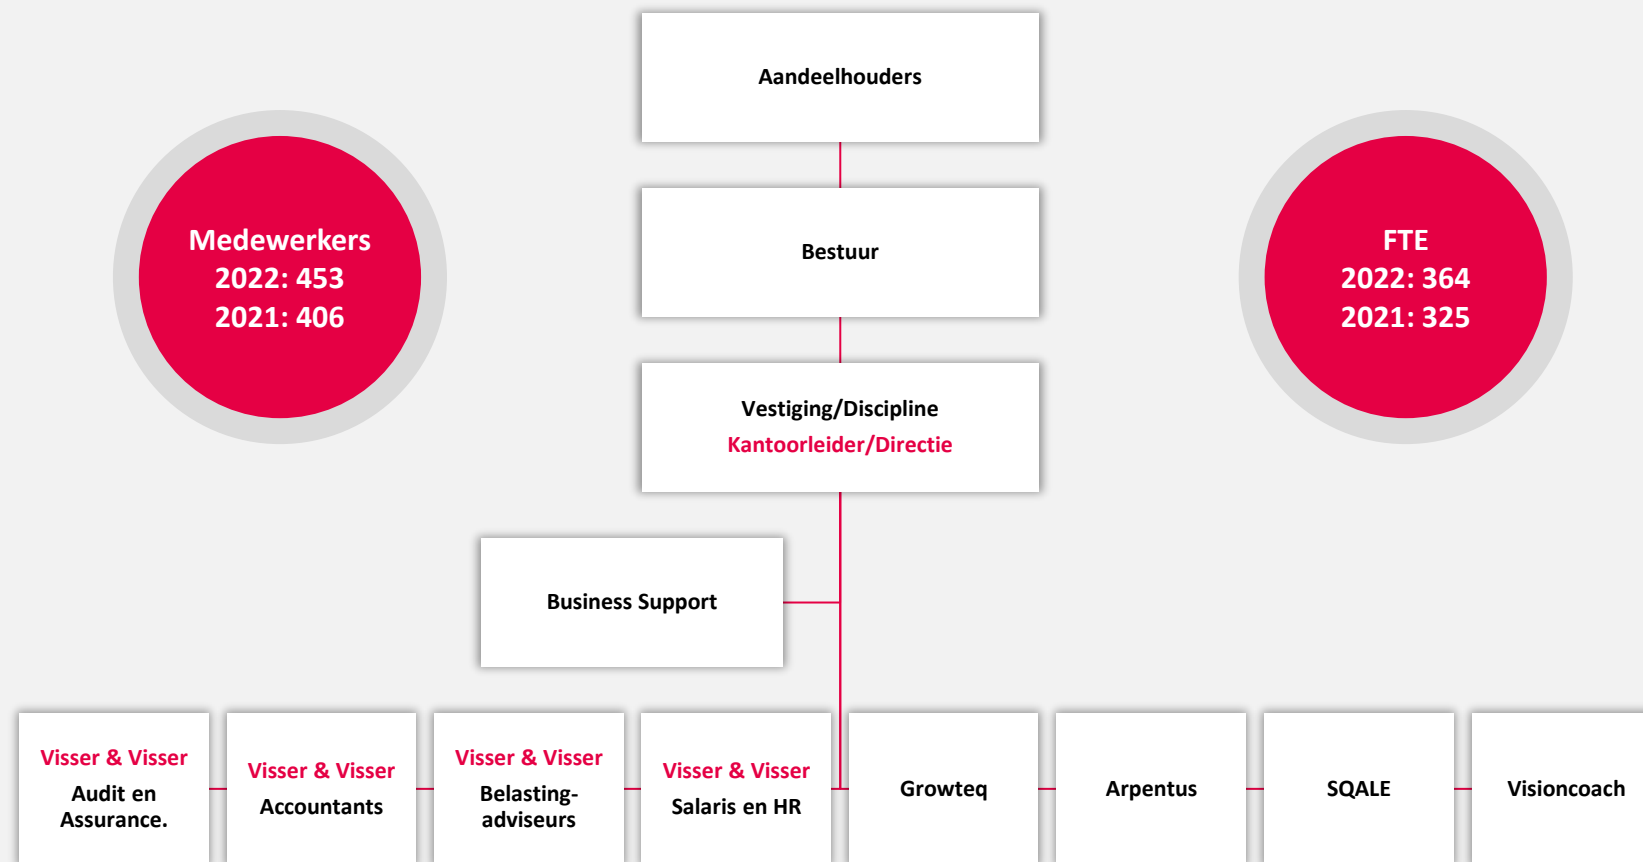 Aandeelhouders
Medewerkers
2022: 453
2021: 406
Bestuur
FTE
2022: 364
2021: 325
Vestiging/Discipline
Kantoorleider/Directie
Business Support
Visser & Visser
Audit en
Assurance.
Visser & Visser
Accountants
Visser & Visser
Belasting-
adviseurs
Visser & Visser
Salaris en HR
Growteq
Arpentus
SQALE
Visioncoach